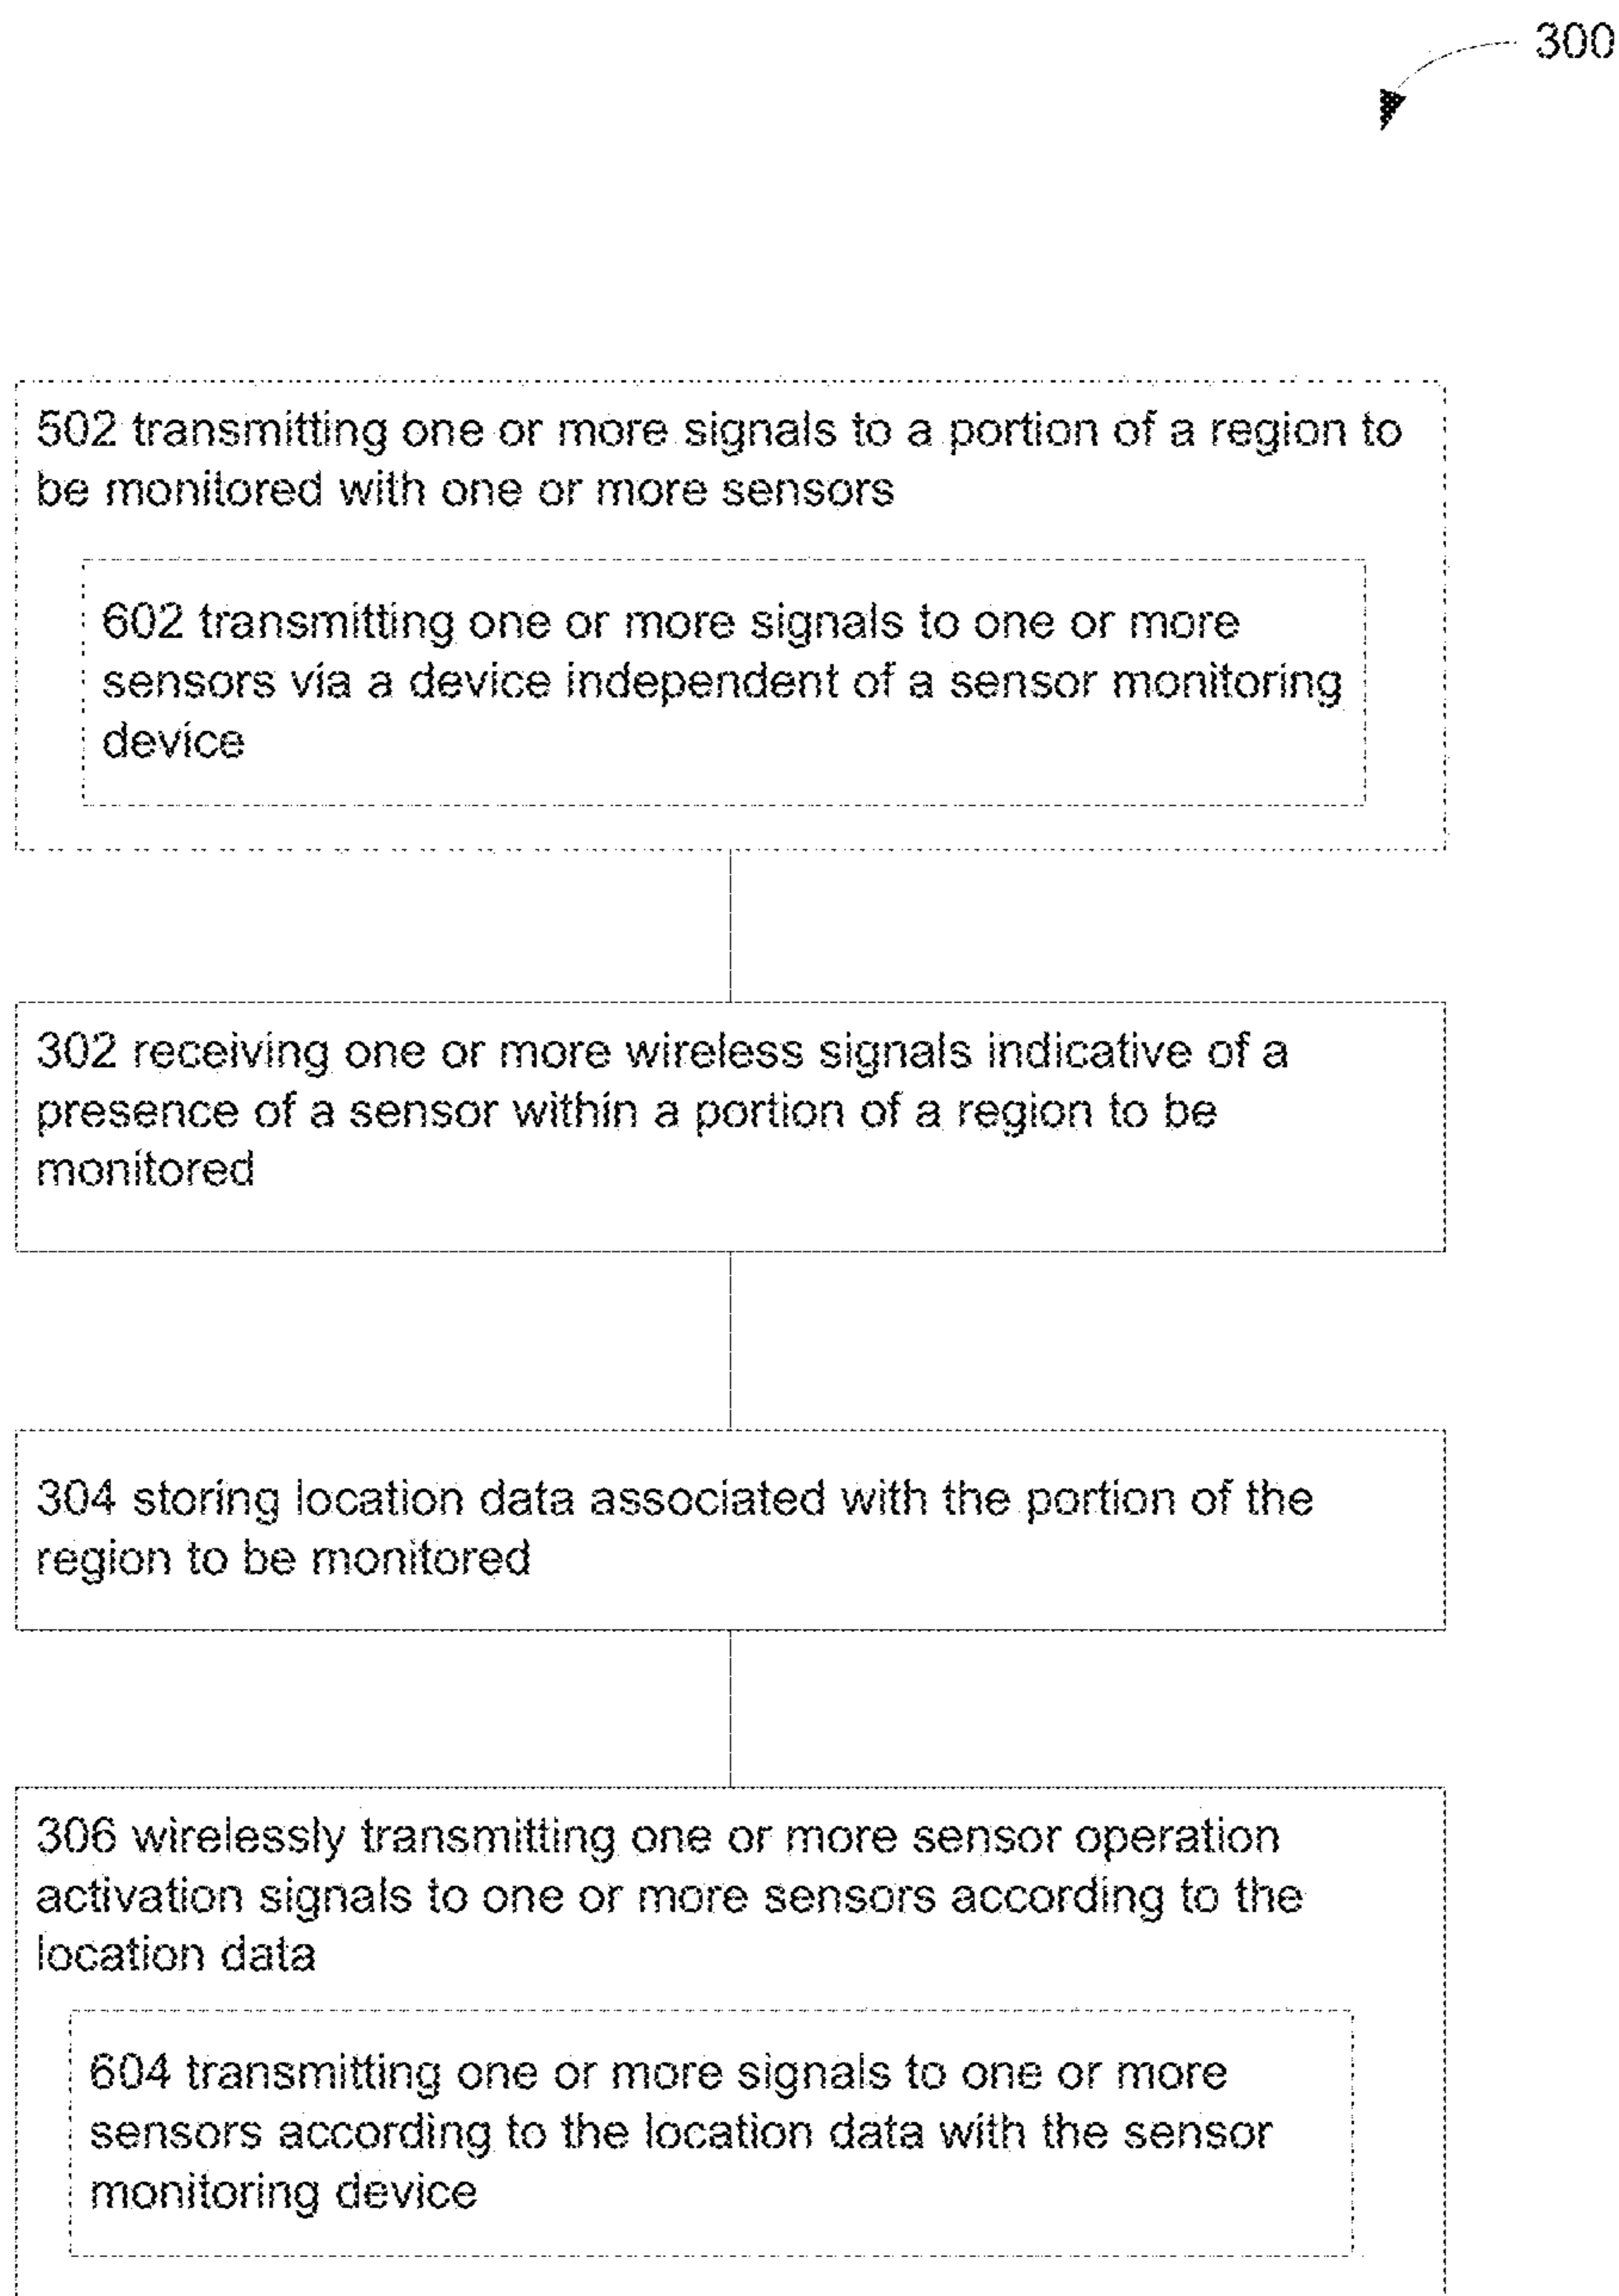 300
502 transmitting one or more signals to a portion of a region to
be monitored with one or more sensors
602 transmitting one or more signals to one or more
sensors via a device independent of a sensor monitoring
device
302 receiving one or more wireless signals indicative of a
presence of a sensor within a portion of a region to be
monitored
304 storing location data associated with the portion of the
region to be monitored
306 wirelessly transmitting one or more sensor operation
activation signals to one or more sensors according to the
location data
604 transmitting one or more signals to one or more
sensors according to the location data with the sensor
monitoring device